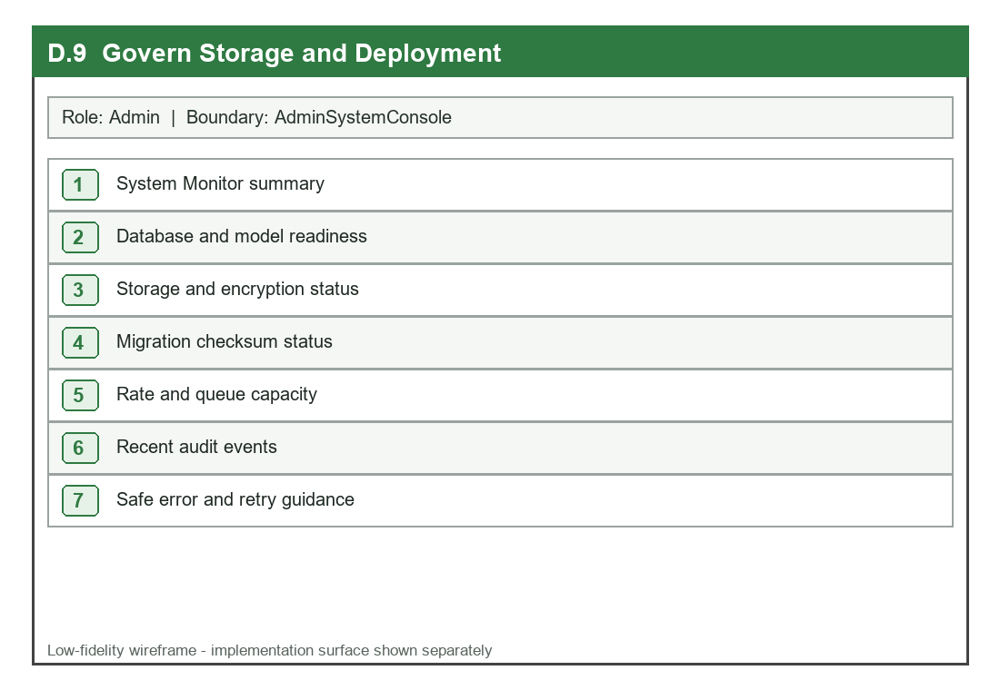 D.9  Govern Storage and Deployment
Role: Admin  |  Boundary: AdminSystemConsole
1 System Monitor summary
2 Database and model readiness
3 Storage and encryption status
4 Migration checksum status
5 Rate and queue capacity
6 Recent audit events
7 Safe error and retry guidance
Low-fidelity wireframe - implementation surface shown separately